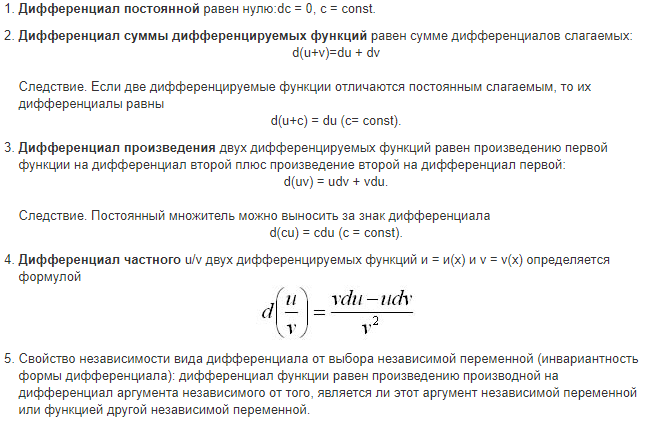 1. Дифференциал постоянной равен нулю:dc = 0, c = const.
2. Дифференциал суммы дифференцируемых функций равен сумме дифференциалов слагаемых:
d(u+v)=du + dv
Следствие. Если две дифференцируемые функции отличаются постоянным слагаемым, то их
дифференциалы равны
d(u+c) = du (c= const).
3. Дифференциал произведения двух дифференцируемых функций равен произведению первой
функции на дифференциал второй плюс произведение второй на дифференциал первой:
d(uv) = udv + vdu.
Следствие. Постоянный множитель можно выносить за знак дифференциала
d(cu) = cdu (c = const).
4. Дифференциал частного u/v двух дифференцируемых функций и = и(x) и v = v(x) определяется
формулой
d(u/v) = (vdu − udv)/v²
5. Свойство независимости вида дифференциала от выбора независимой переменной (инвариантность
формы дифференциала): дифференциал функции равен произведению производной на
дифференциал аргумента независимого от того, является ли этот аргумент независимой переменной
или функцией другой независимой переменной.